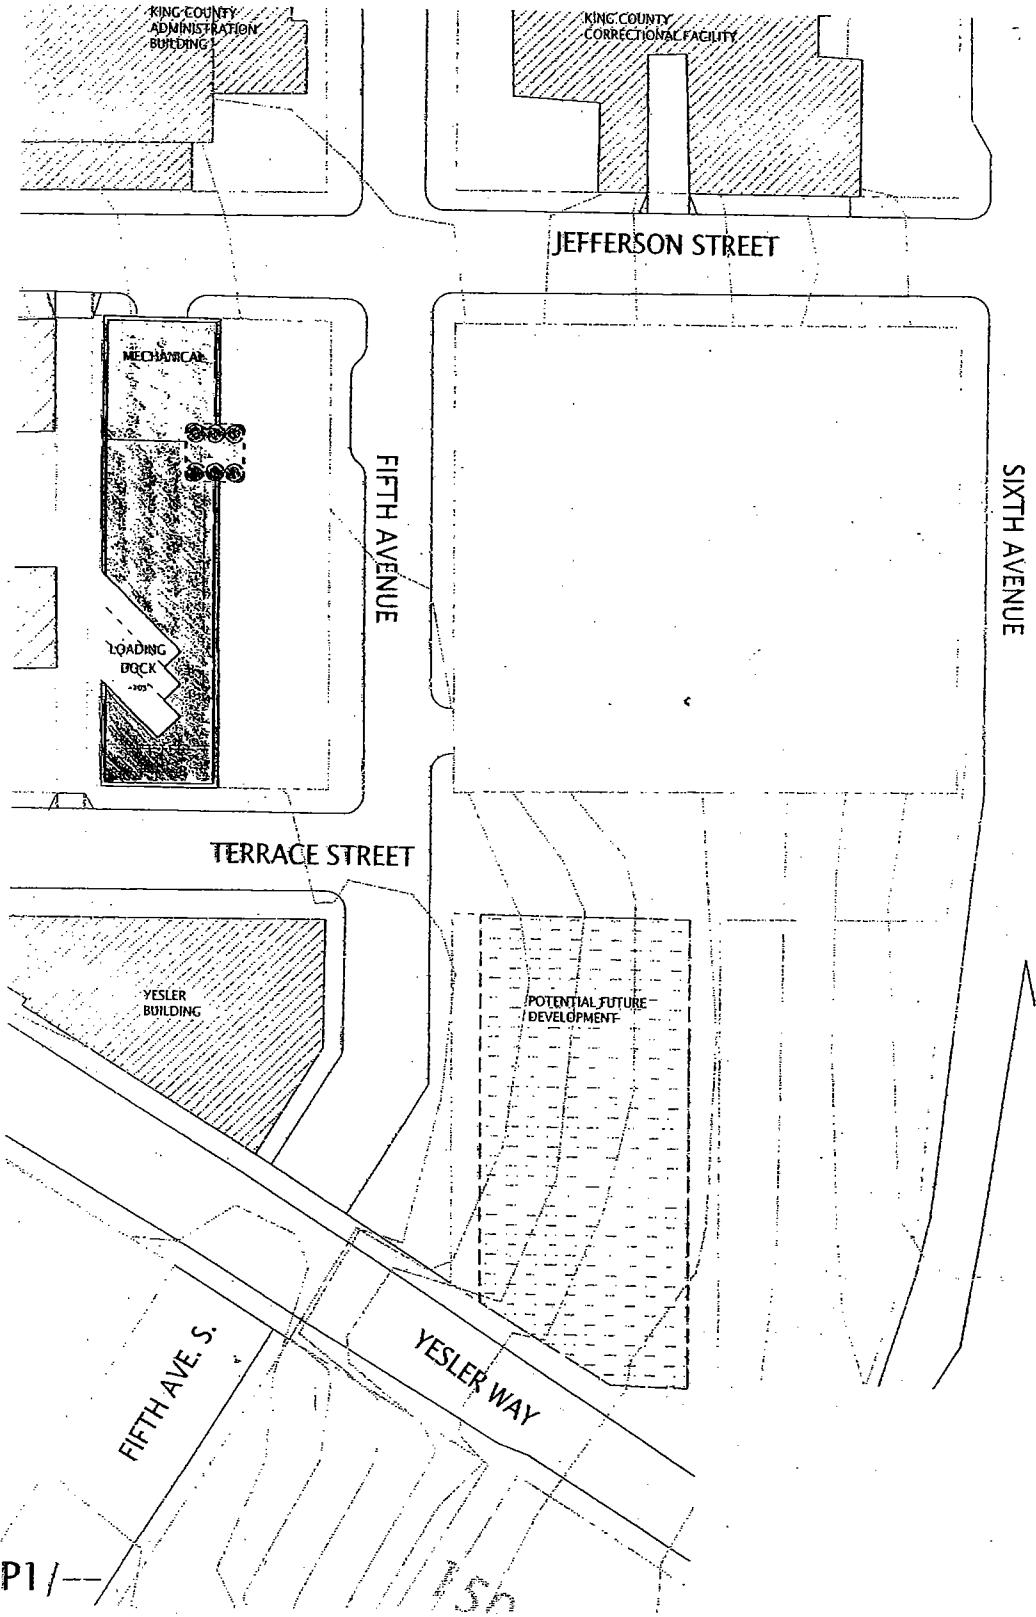 KING COUNTY
ADMINISTRATION
BUILDING
KING COUNTY
CORRECTIONAL FACILITY
JEFFERSON STREET
MECHANICAL
FIFTH AVENUE
SIXTH AVENUE
LOADING
DOCK
TERRACE STREET
YESLER
BUILDING
POTENTIAL FUTURE
DEVELOPMENT
YESLER WAY
FIFTH AVE. S.
P1/--